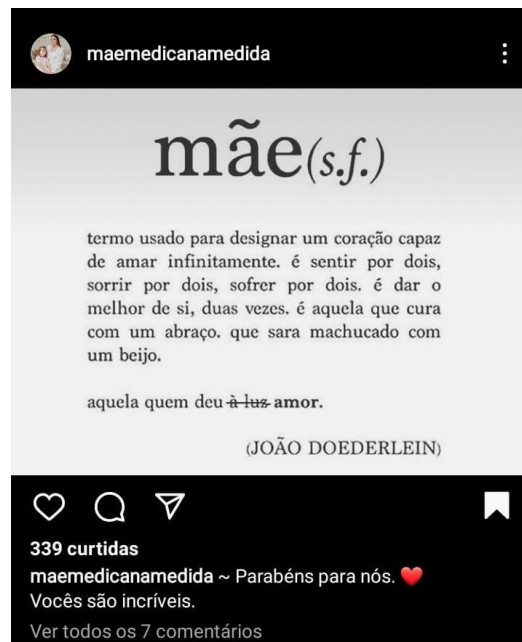 maemedicanamedida
mãe(s.f.)
termo usado para designar um coração capaz
de amar infinitamente. é sentir por dois,
sorrir por dois, sofrer por dois. é dar o
melhor de si, duas vezes. é aquela que cura
com um abraço. que sara machucado com
um beijo.
aquela quem deu à luz amor.
(JOÃO DOEDERLEIN)
339 curtidas
maemedicanamedida ~ Parabéns para nós. ❤️
Vocês são incríveis.
Ver todos os 7 comentários